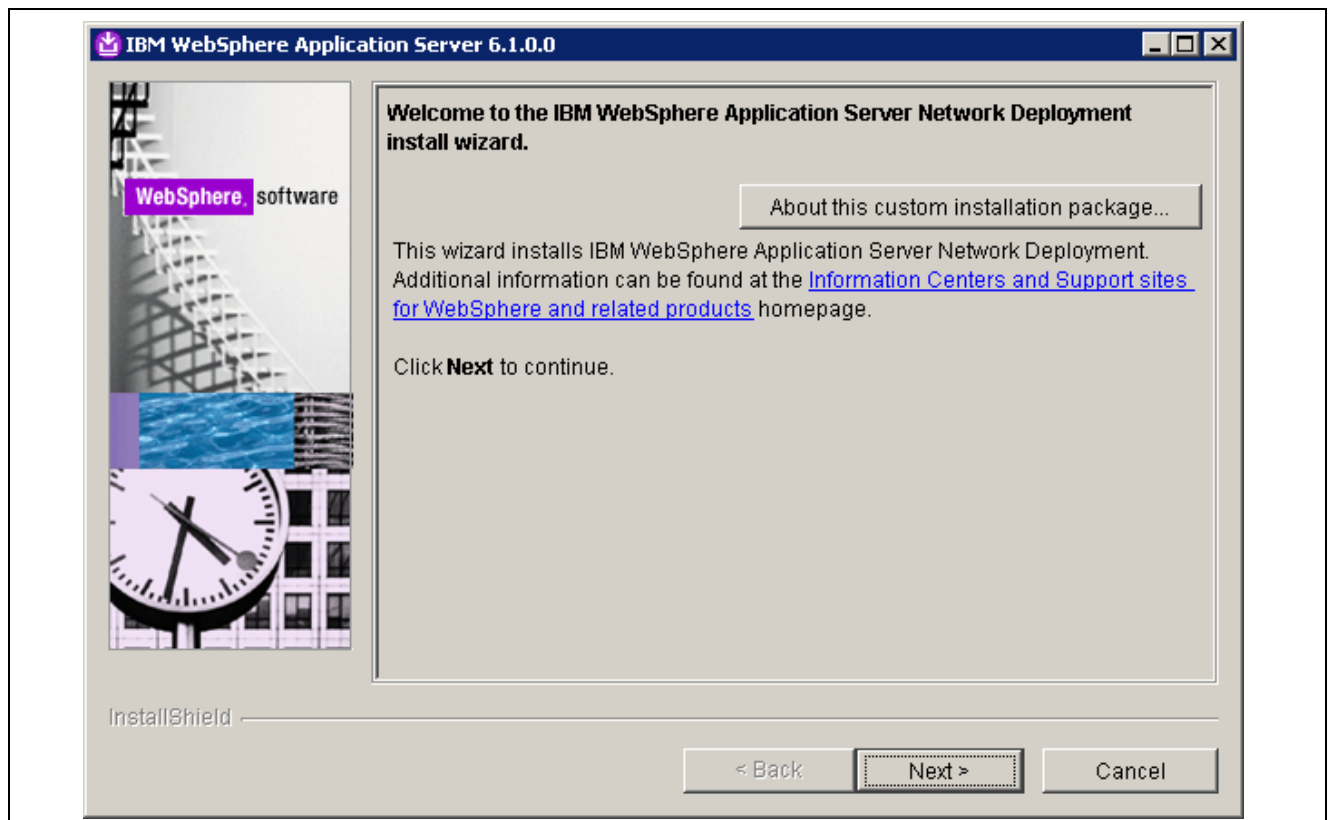 IBM WebSphere Application Server 6.1.0.0
WebSphere. software
Welcome to the IBM WebSphere Application Server Network Deployment
install wizard.
About this custom installation package...
This wizard installs IBM WebSphere Application Server Network Deployment.
Additional information can be found at the Information Centers and Support sites
for WebSphere and related products homepage.
Click Next to continue.
InstallShield
< Back
Next >
Cancel